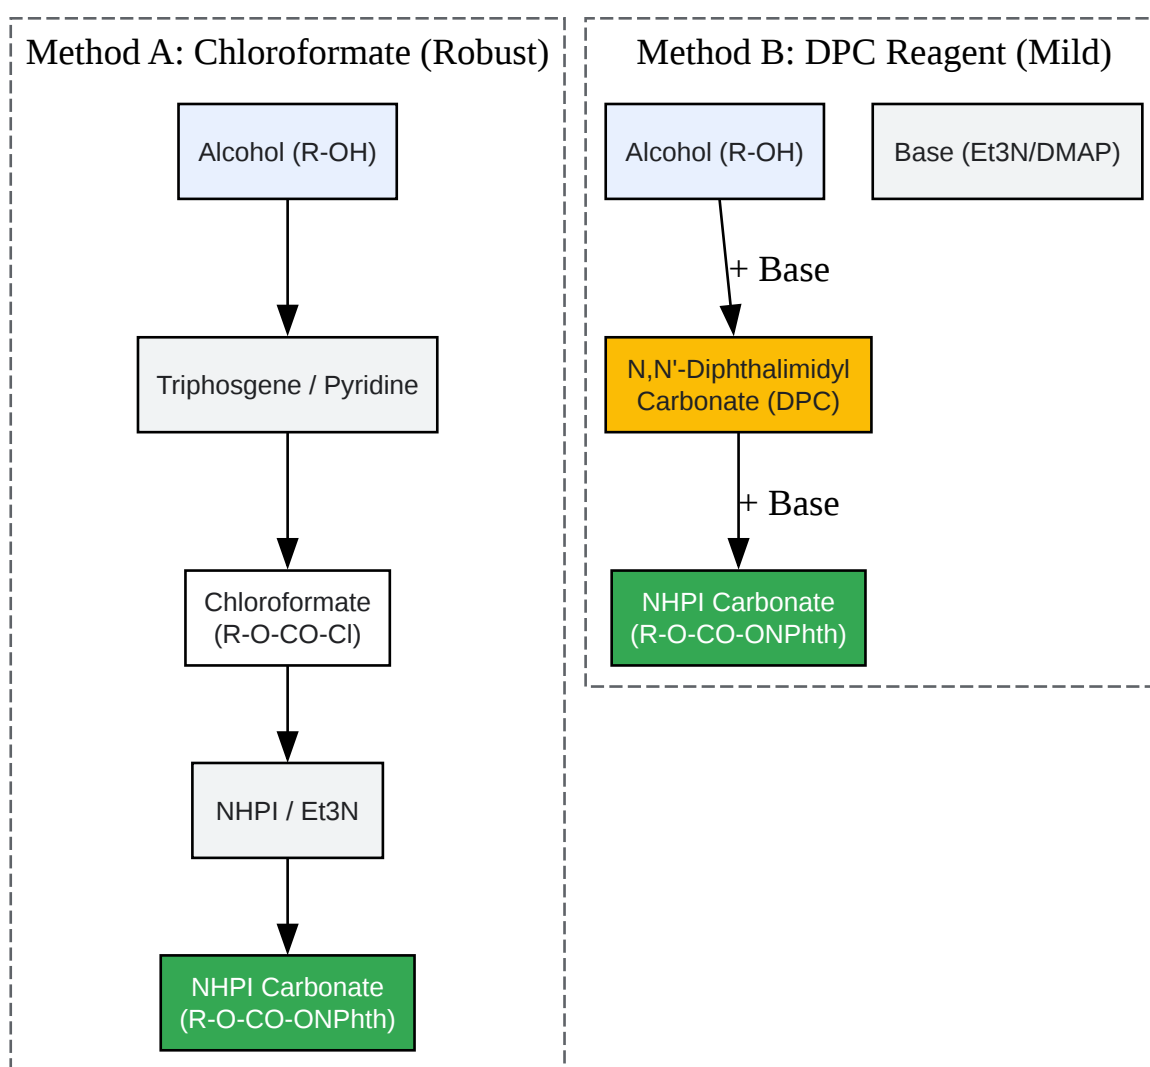 Method A: Chloroformate (Robust)
Alcohol (R-OH)
Triphosgene / Pyridine
Chloroformate
(R-O-CO-Cl)
NHPI / Et3N
NHPI Carbonate
(R-O-CO-ONPhth)
Method B: DPC Reagent (Mild)
Alcohol (R-OH)
Base (Et3N/DMAP)
+ Base
N,N'-Diphthalimidyl
Carbonate (DPC)
+ Base
NHPI Carbonate
(R-O-CO-ONPhth)